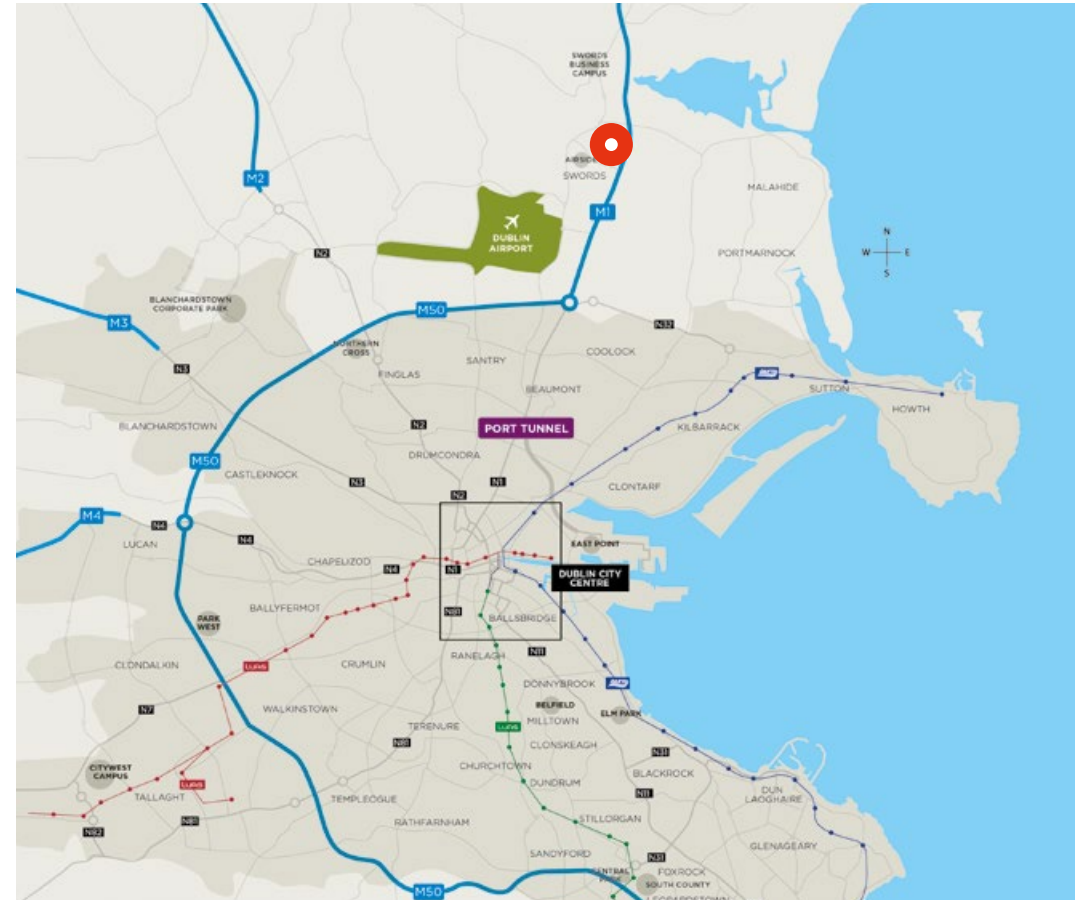 SWORDS
BUSINESS
CAMPUS
AIRSIDE
SWORDS
M2
MALAHIDE
M1
DUBLIN
AIRPORT
N
W E
S
N2
PORTMARNOCK
BLANCHARDSTOWN
CORPORATE PARK
M50
M3
N32
NORTHERN
CROSS
COOLOCK
SANTRY
N3
FINGLAS
BEAUMONT
SUTTON
HOWTH
BLANCHARDSTOWN
N2
PORT TUNNEL
KILBARRACK
DRUMCONDRA
M50
CASTLEKNOCK
N3
N1
CLONTARF
N2
M4
N4
N4
LUCAN
EAST POINT
CHAPELIZOD
N4
N1
DUBLIN CITY
CENTRE
BALLYFERMOT
N81
BALLSBRIDGE
PARK
WEST
N11
RANELAGH
CLONDALKIN
LUAS
CRUMLIN
DONNYBROOK
N7
WALKINSTOWN
BELFIELD
ELM PARK
TERENURE
LUAS
MILLTOWN
N81
CLONSKEAGH
N31
CITYWEST
CAMPUS
CHURCHTOWN
BLACKROCK
LUAS
DUNDRUM
TALLAGHT
TEMPLEOGUE
N11
DUN
LAOGHAIRE
N81
RATHFARNHAM
STILLORGAN
N82
GLENAGEARY
SANDYFORD
N31
CENTRAL
PARK
FOXROCK
M50
SOUTH COUNTY
LEOPARDSTOWN